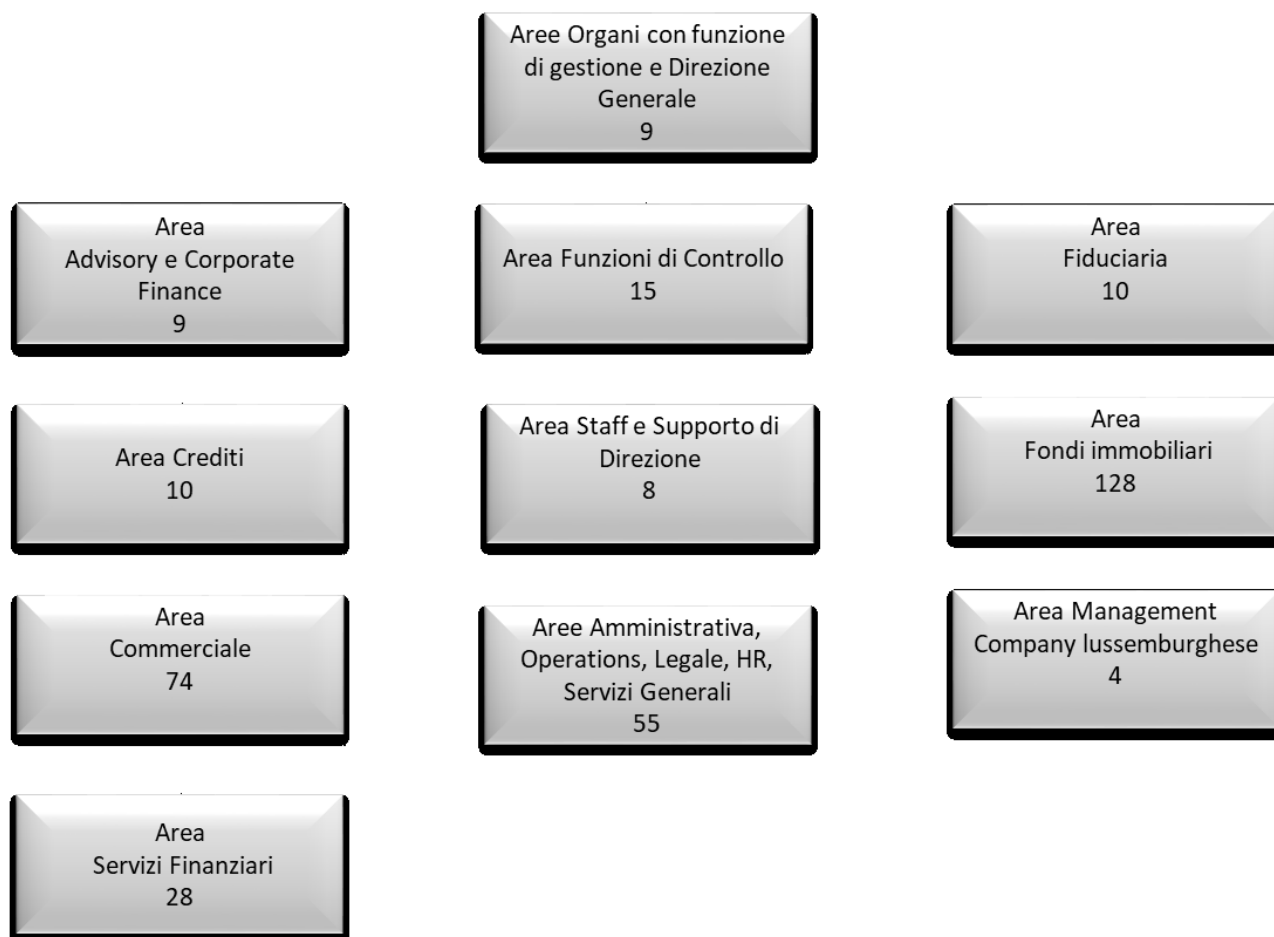 Aree Organi con funzione
di gestione e Direzione
Generale
9
Area
Advisory e Corporate
Finance
9
Area Funzioni di Controllo
15
Area
Fiduciaria
10
Area Crediti
10
Area Staff e Supporto di
Direzione
8
Area
Fondi immobiliari
128
Area
Commerciale
74
Aree Amministrativa,
Operations, Legale, HR,
Servizi Generali
55
Area Management
Company lussemburghese
4
Area
Servizi Finanziari
28